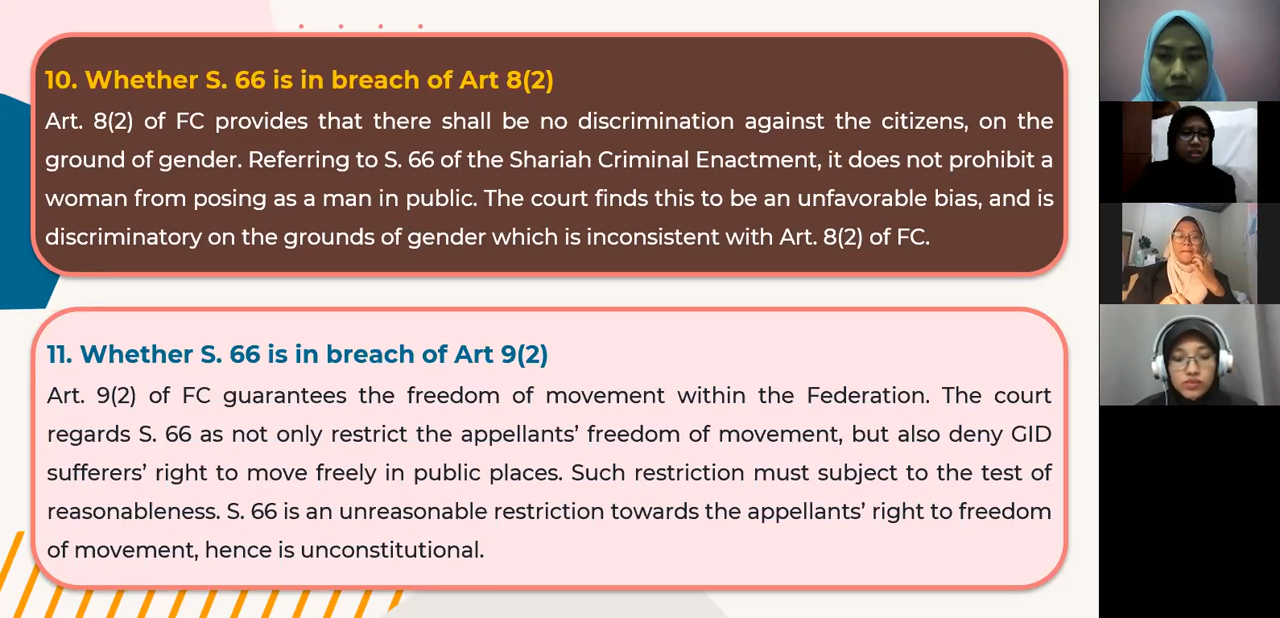 10. Whether S. 66 is in breach of Art 8(2)
Art. 8(2) of FC provides that there shall be no discrimination against the citizens, on the
ground of gender. Referring to S. 66 of the Shariah Criminal Enactment, it does not prohibit a
woman from posing as a man in public. The court finds this to be an unfavorable bias, and is
discriminatory on the grounds of gender which is inconsistent with Art. 8(2) of FC.
11. Whether S. 66 is in breach of Art 9(2)
Art. 9(2) of FC guarantees the freedom of movement within the Federation. The court
regards S. 66 as not only restrict the appellants’ freedom of movement, but also deny GID
sufferers’ right to move freely in public places. Such restriction must subject to the test of
reasonableness. S. 66 is an unreasonable restriction towards the appellants’ right to freedom
of movement, hence is unconstitutional.